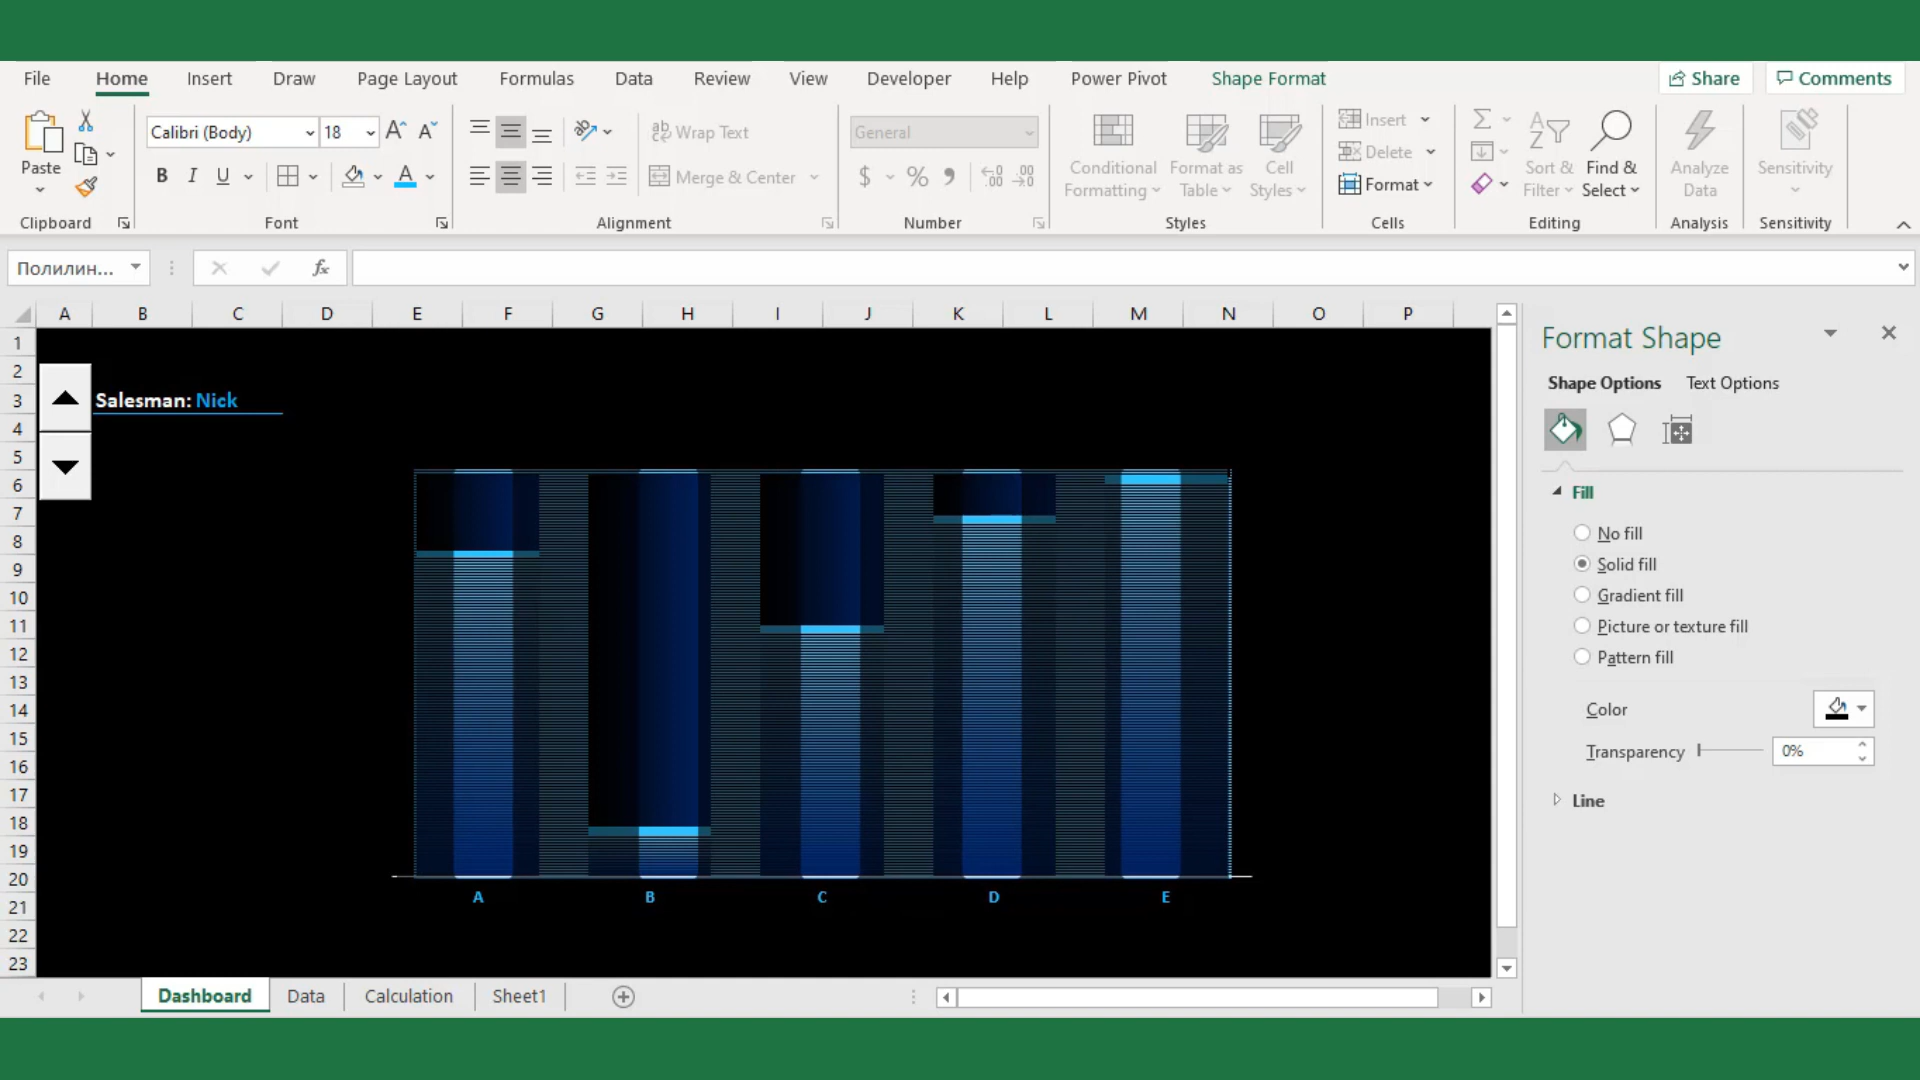 File Home Insert Draw Page Layout Formulas Data Review View Developer Help Power Pivot Shape Format Share Comments
Calibri (Body) 18 A A ab Wrap Text General Insert Σ
Paste B I U A Merge & Center $ % , Conditional Formatting Format as Table Cell Styles Delete Format Sort & Filter Find & Select Analyze Data Sensitivity
Clipboard Font Alignment Number Styles Cells Editing Analysis Sensitivity
Полилин... fx
A B C D E F G H I J K L M N O P
1
2
3 Salesman: Nick
4
5
6
7
8
9
10
11
12
13
14
15
16
17
18
19
20
21 A B C D E
22
23
Format Shape
Shape Options Text Options
Fill
No fill
Solid fill
Gradient fill
Picture or texture fill
Pattern fill
Color
Transparency 0%
Line
Dashboard Data Calculation Sheet1